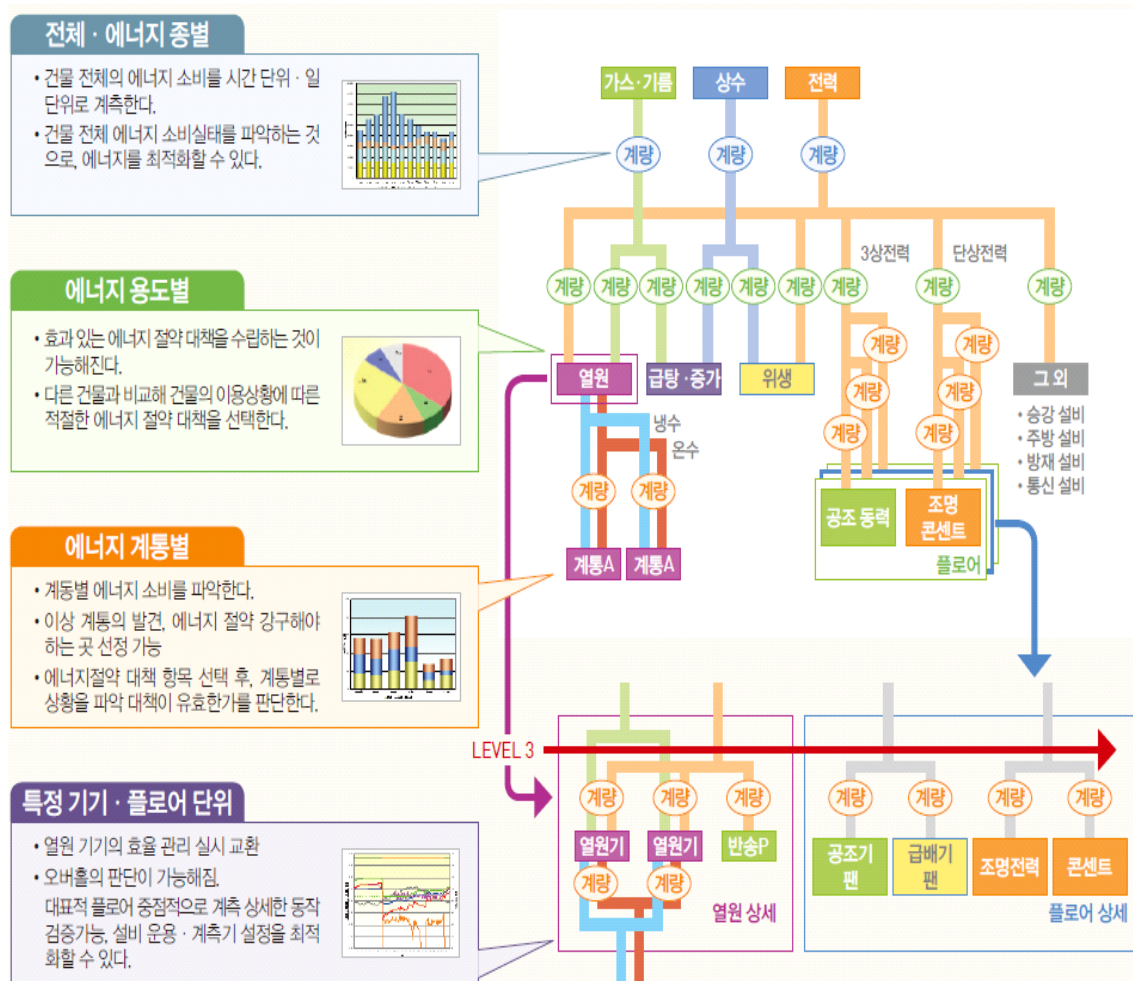 전체 · 에너지 종별
• 건물 전체의 에너지 소비를 시간 단위 · 일
단위로 계측한다.
• 건물 전체 에너지 소비실태를 파악하는 것
으로, 에너지를 최적화할 수 있다.
가스·기름
상수
전력
계량
계량
계량
3상전력
단상전력
계량
계량
계량
계량
계량
계량
계량
계량
계량
에너지 용도별
• 효과 있는 에너지 절약 대책을 수립하는 것이
가능해진다.
• 다른 건물과 비교해 건물의 이용상황에 따른
적절한 에너지 절약 대책을 선택한다.
계량
계량
계량
계량
계량
계량
열원
급탕·증가
위생
그 외
• 승강 설비
• 주방 설비
• 방재 설비
• 통신 설비
냉수
온수
계량
계량
공조 동력
조명
콘센트
플로어
계통A
계통A
에너지 계통별
• 계동별 에너지 소비를 파악한다.
• 이상 계통의 발견, 에너지 절약 강구해야
하는 곳 선정 가능
• 에너지절약 대책 항목 선택 후, 계통별로
상황을 파악 대책이 유효한가를 판단한다.
LEVEL 3
특정 기기 · 플로어 단위
• 열원 기기의 효율 관리 실시 교환
• 오버홀의 판단이 가능해짐.
대표적 플로어 중점적으로 계측 상세한 동작
검증가능, 설비 운용 · 계측기 설정을 최적
화할 수 있다.
계량
계량
계량
열원기
열원기
반송P
계량
계량
열원 상세
계량
계량
계량
계량
공조기
팬
급배기
팬
조명전력
콘센트
플로어 상세